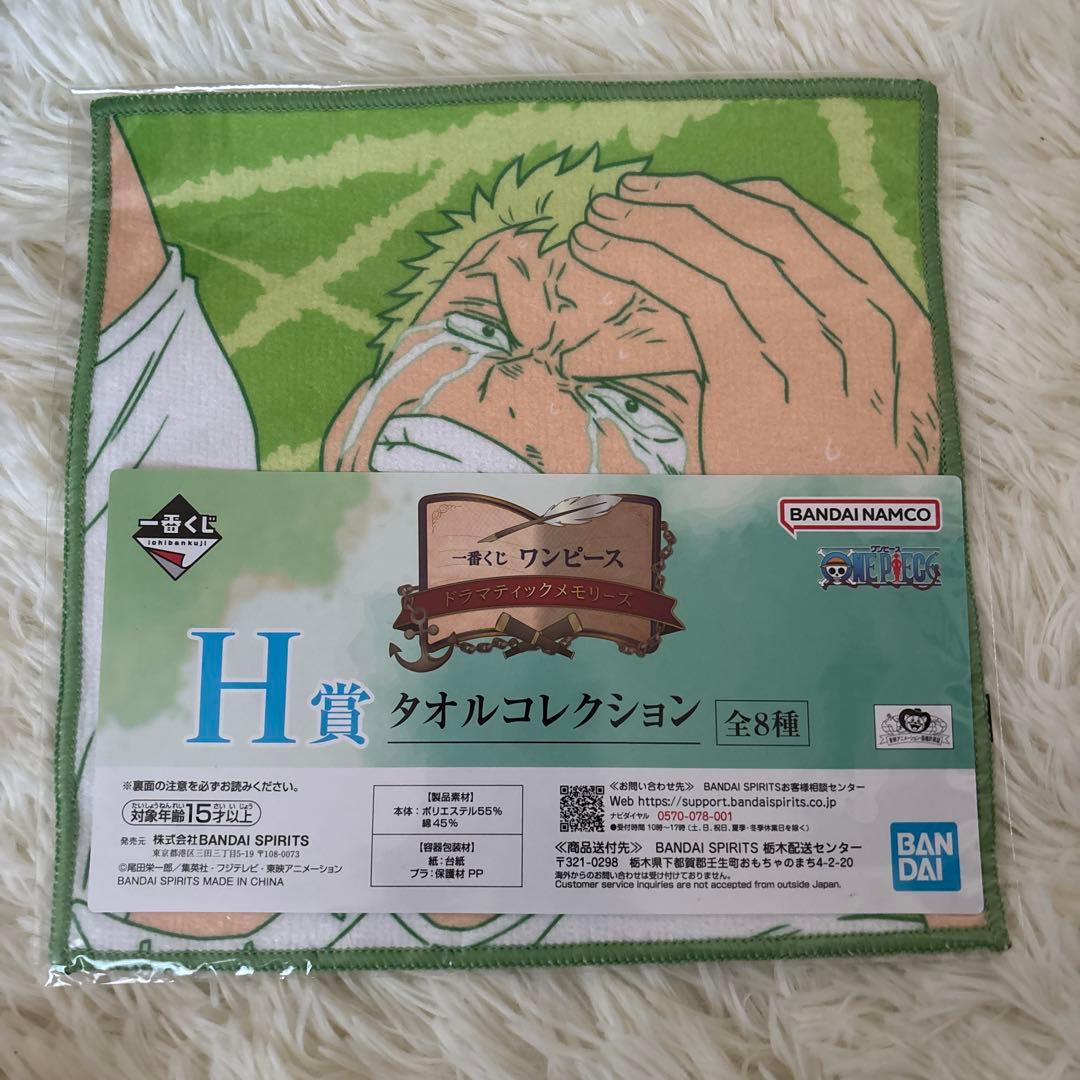 一番くじ
ichibankuji
一番くじ ワンピース
ドラマティックメモリーズ
BANDAI NAMCO
ワンピース
ONE PIECE
H賞 タオルコレクション 全8種
※裏面の注意を必ずお読みください。
たいしょうねんれい さい いじょう
対象年齢15才以上
発売元 株式会社BANDAI SPIRITS
東京都港区三田三丁目5-19 〒108-0073
©尾田栄一郎/集英社・フジテレビ・東映アニメーション
BANDAI SPIRITS MADE IN CHINA
【製品素材】
本体:ポリエステル55%
綿45%
【容器包装材】
紙:台紙
プラ:保護材 PP
≪お問い合わせ先≫ BANDAI SPIRITSお客様相談センター
Web https://support.bandaispirits.co.jp
ナビダイヤル 0570-078-001
●受付時間 10時〜17時(土、日、祝日、夏季・冬季休業日を除く)
≪商品送付先≫ BANDAI SPIRITS 栃木配送センター
〒321-0298 栃木県下都賀郡壬生町おもちゃのまち4-2-20
海外からのお問い合わせは受け付けておりません。
Customer service inquiries are not accepted from outside Japan.
BAN
DAI